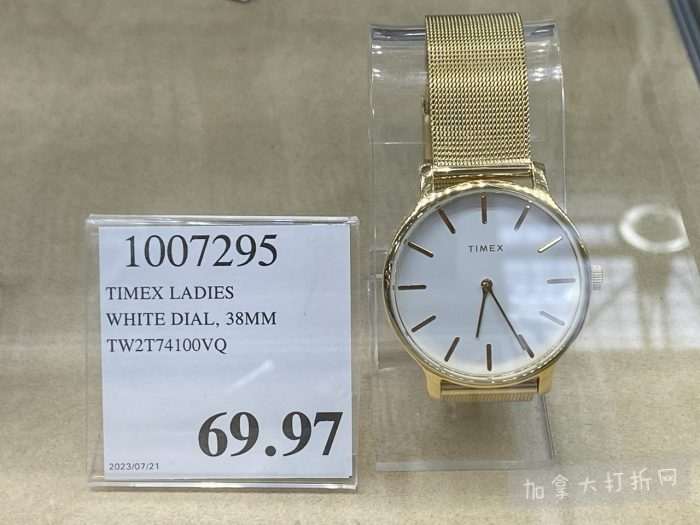 1007295
TIMEX LADIES
WHITE DIAL, 38MM
TW2T74100VQ
69.97
2023/07/21
TIMEX
加拿大打折网